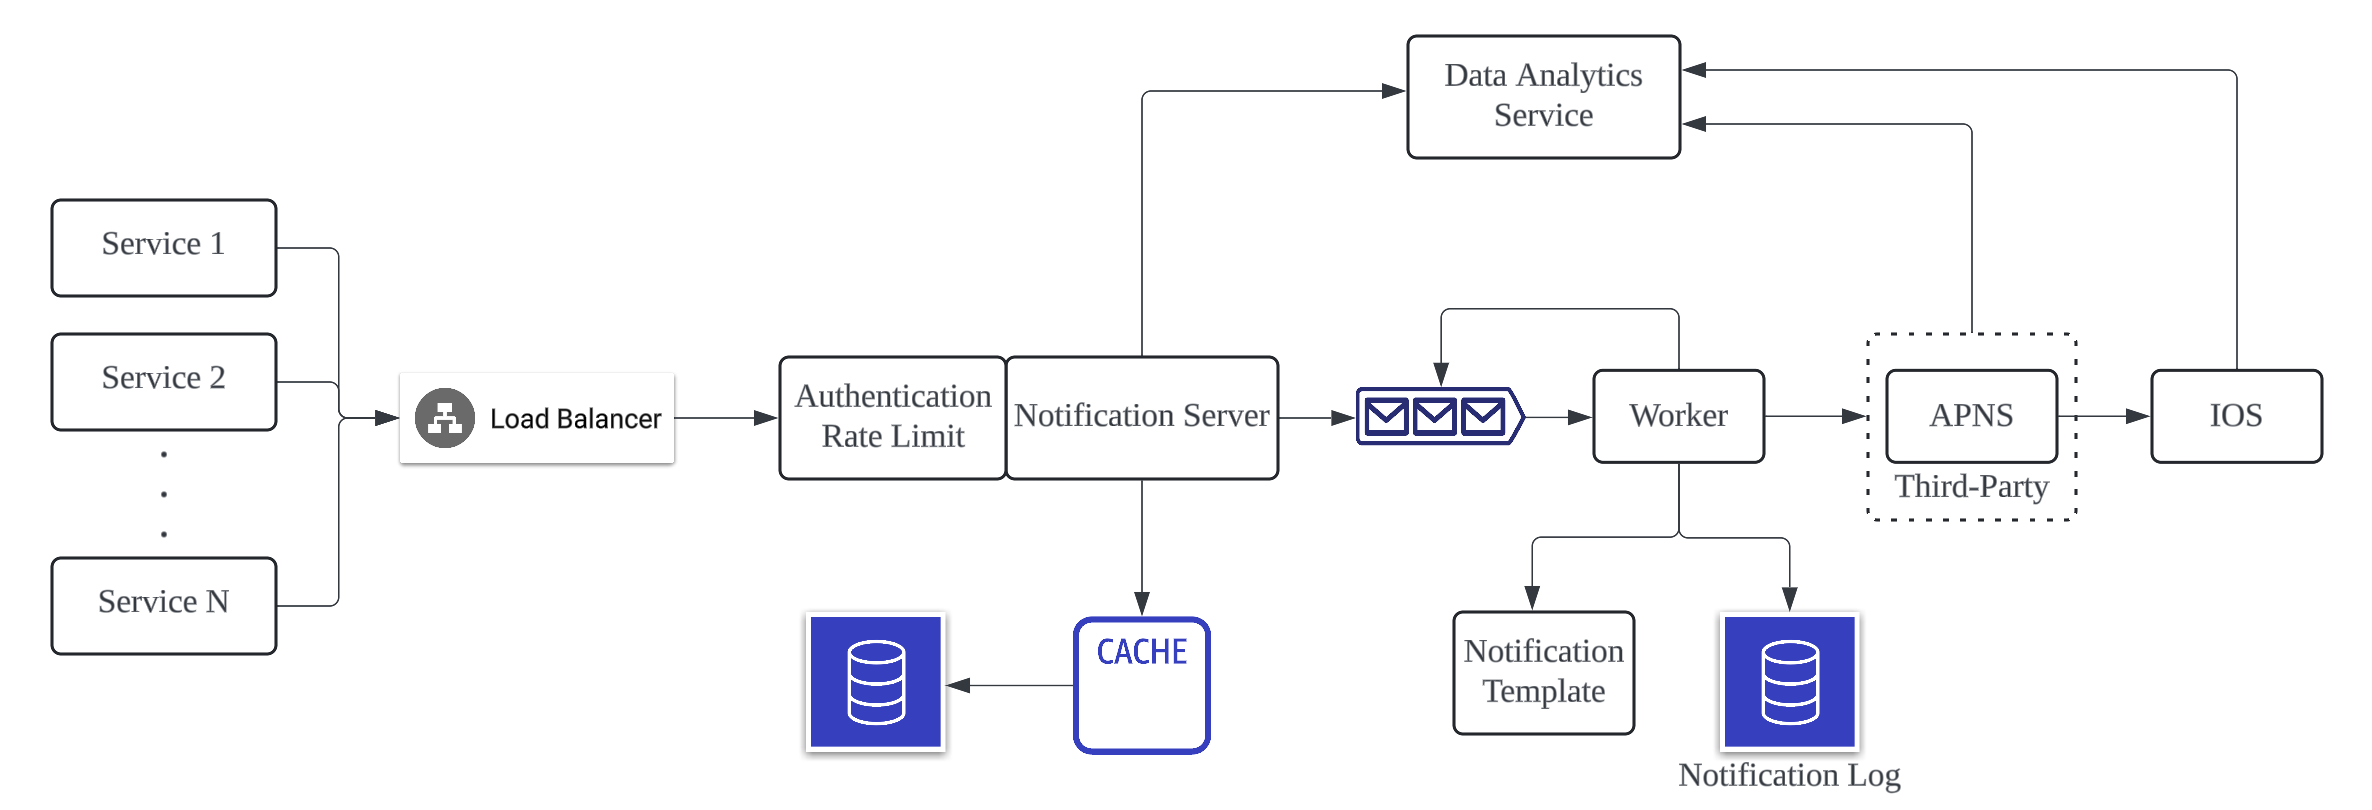 Data Analytics
Service
Service 1
Service 2
Service N
Load Balancer
Authentication
Rate Limit
Notification Server
Worker
APNS
Third-Party
IOS
CACHE
Notification
Template
Notification Log